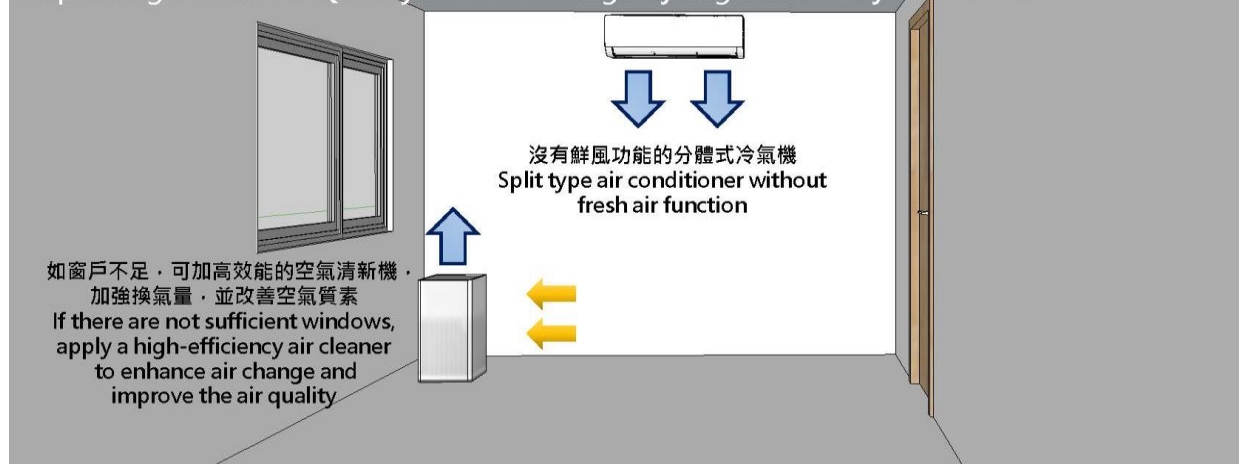 沒有鮮風功能的分體式冷氣機
Split type air conditioner without
fresh air function
如窗戶不足，可加高效能的空氣清新機，
加強換氣量，並改善空氣質素
If there are not sufficient windows,
apply a high-efficiency air cleaner
to enhance air change and
improve the air quality